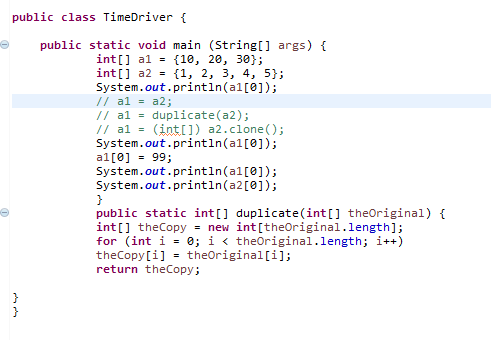 public class TimeDriver {
public static void main (String[] args) {
int[] a1 = {10, 20, 30};
int[] a2 = {1, 2, 3, 4, 5};
System.out.println(a1[0]);
// a1 = a2;
// a1 = duplicate(a2);
// a1 = (int[]) a2.clone();
System.out.println(a1[0]);
a1[0] = 99;
System.out.println(a1[0]);
System.out.println(a2[0]);
}
public static int[] duplicate(int[] theOriginal) {
int[] theCopy = new int[theOriginal.length];
for (int i = 0; i < theOriginal.length; i++)
theCopy[i] = theOriginal[i];
return theCopy;
}
}